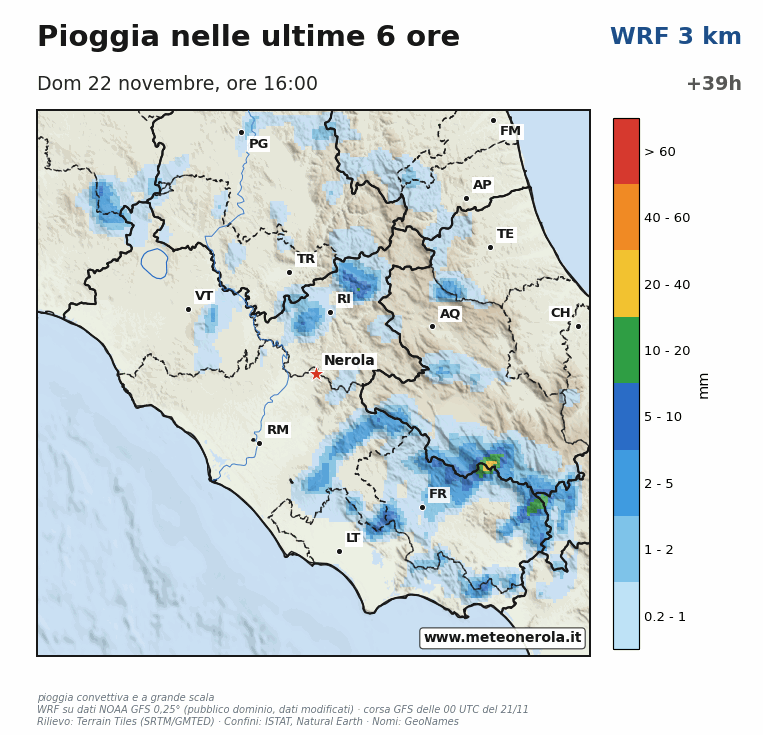 Pioggia nelle ultime 6 ore
WRF 3 km
Dom 22 novembre, ore 16:00
+39h
FM
PG
AP
TE
TR
RI
VT
AQ
CH
Nerola
RM
FR
LT
www.meteonerola.it
> 60
40 - 60
20 - 40
10 - 20
5 - 10
2 - 5
1 - 2
0.2 - 1
mm
pioggia convettiva e a grande scala
WRF su dati NOAA GFS 0,25° (pubblico dominio, dati modificati) · corsa GFS delle 00 UTC del 21/11
Rilievo: Terrain Tiles (SRTM/GMTED) · Confini: ISTAT, Natural Earth · Nomi: GeoNames